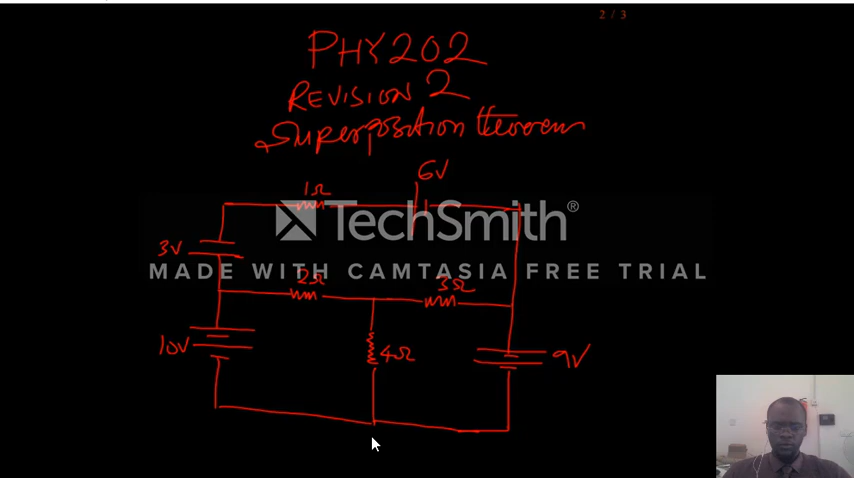 2 / 3
PHY202
REVISION 2
Superposition theorem
6V
1Ω
TechSmith®
3V
MADE WITH CAMTASIA FREE TRIAL
2Ω
3Ω
10V
4Ω
9V